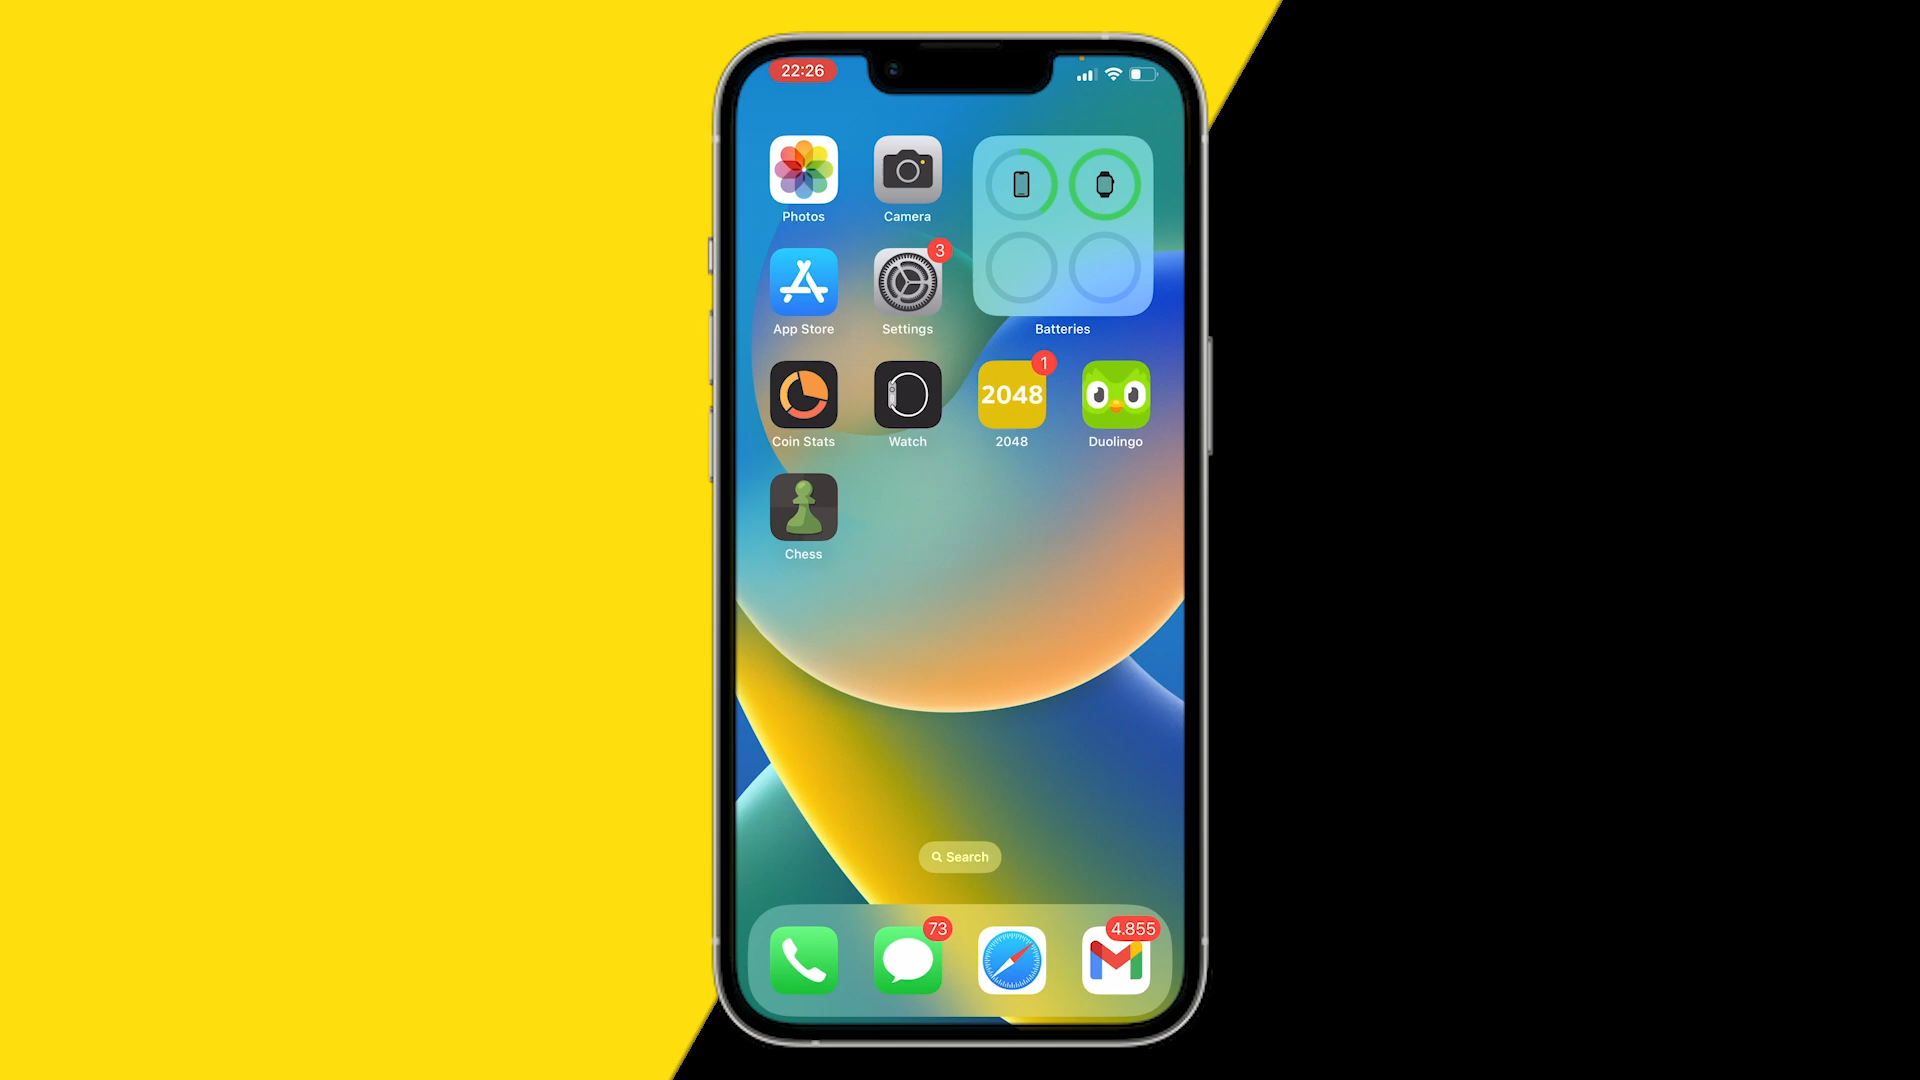 22:26
Photos
Camera
3
App Store
Settings
Batteries
1
2048
Coin Stats
Watch
2048
Duolingo
Chess
Search
73
4.855